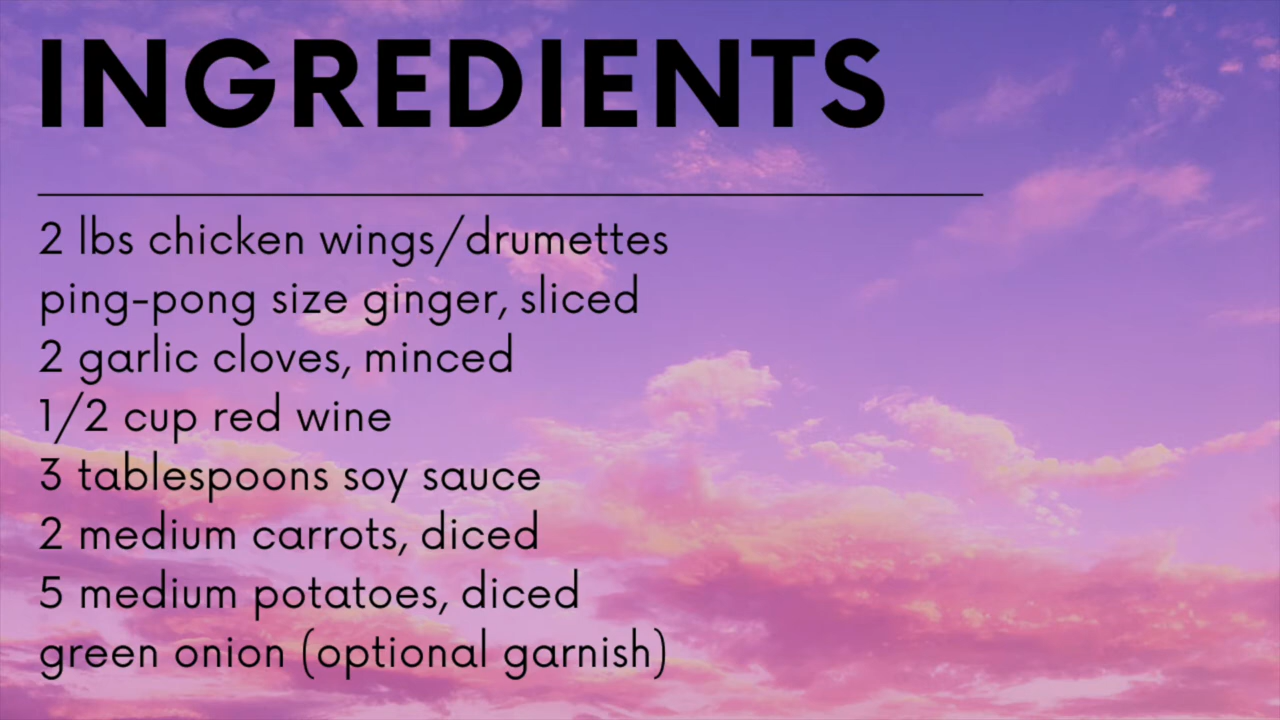 INGREDIENTS
2 lbs chicken wings/drumettes
ping-pong size ginger, sliced
2 garlic cloves, minced
1/2 cup red wine
3 tablespoons soy sauce
2 medium carrots, diced
5 medium potatoes, diced
green onion (optional garnish)